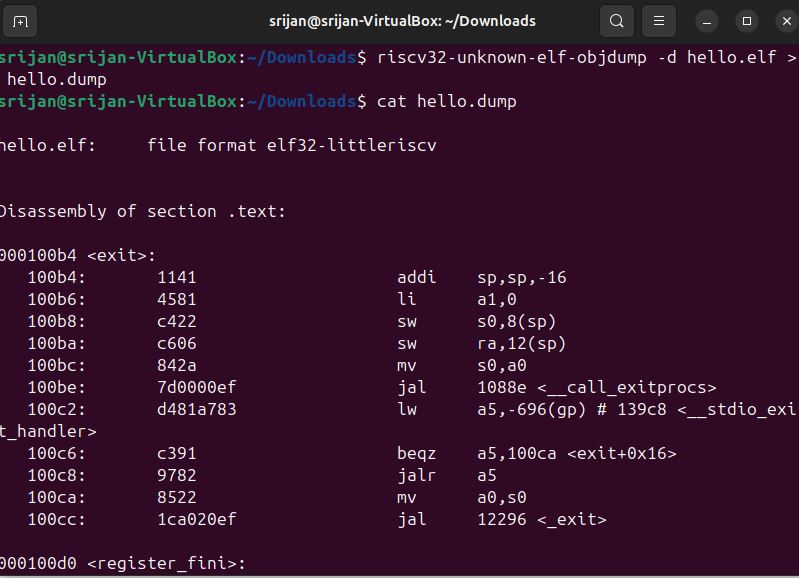 srijan@srijan-VirtualBox: ~/Downloads
srijan@srijan-VirtualBox:~/Downloads$ riscv32-unknown-elf-objdump -d hello.elf >
hello.dump
srijan@srijan-VirtualBox:~/Downloads$ cat hello.dump
hello.elf:     file format elf32-littleriscv
Disassembly of section .text:
000100b4 <exit>:
100b4:       1141                    addi    sp,sp,-16
100b6:       4581                    li      a1,0
100b8:       c422                    sw      s0,8(sp)
100ba:       c606                    sw      ra,12(sp)
100bc:       842a                    mv      s0,a0
100be:       7d0000ef                jal     1088e <__call_exitprocs>
100c2:       d481a783                lw      a5,-696(gp) # 139c8 <__stdio_exi
t_handler>
100c6:       c391                    beqz    a5,100ca <exit+0x16>
100c8:       9782                    jalr    a5
100ca:       8522                    mv      a0,s0
100cc:       1ca020ef                jal     12296 <_exit>
000100d0 <register_fini>: